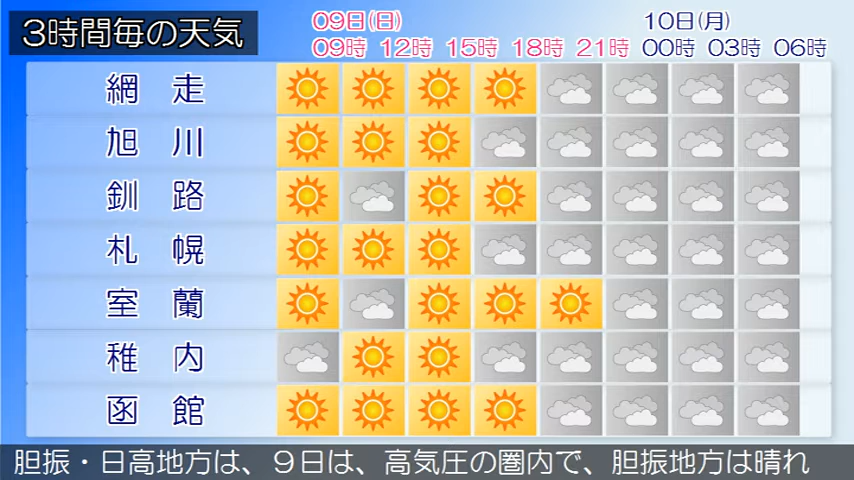 3時間毎の天気
09日(日) 10日(月)
09時 12時 15時 18時 21時 00時 03時 06時
網 走
旭 川
釧 路
札 幌
室 蘭
稚 内
函 館
胆振・日高地方は、９日は、高気圧の圏内で、胆振地方は晴れ